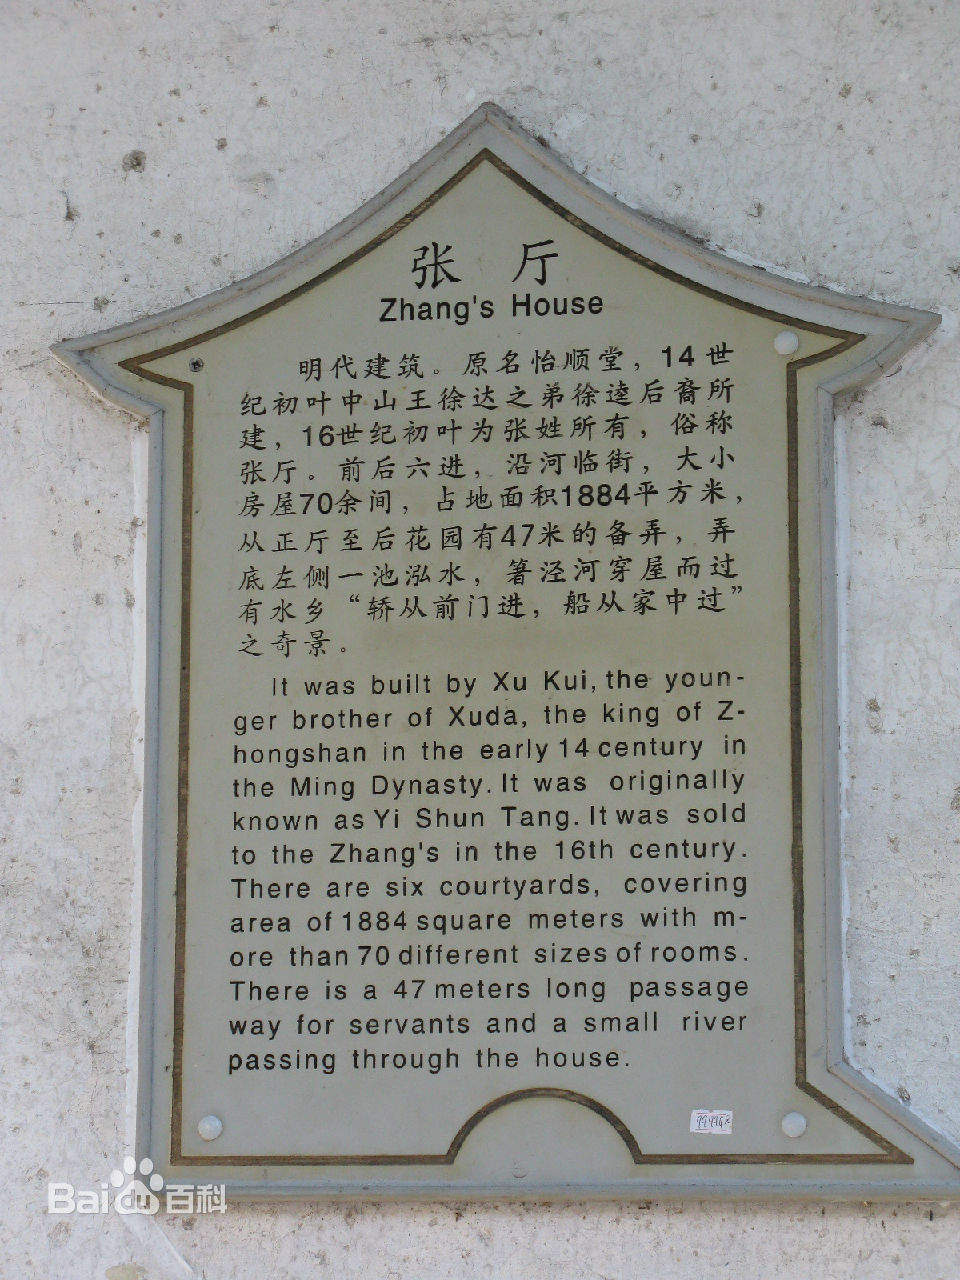 张 厅
Zhang's House
明代建筑。原名怡顺堂，14世
纪初叶中山王徐达之弟徐逵后裔所
建，16世纪初叶为张姓所有，俗称
张厅。前后六进，沿河临街，大小
房屋70余间，占地面积1884平方米，
从正厅至后花园有47米的备弄，弄
底左侧一池泓水，箸泾河穿屋而过
有水乡“轿从前门进，船从家中过”
之奇景。
It was built by Xu Kui, the youn-
ger brother of Xuda, the king of Z-
hongshan in the early 14 century in
the Ming Dynasty. It was originally
known as Yi Shun Tang. It was sold
to the Zhang's in the 16th century.
There are six courtyards, covering
area of 1884 square meters with m-
ore than 70 different sizes of rooms.
There is a 47 meters long passage
way for servants and a small river
passing through the house.
Baidu百科